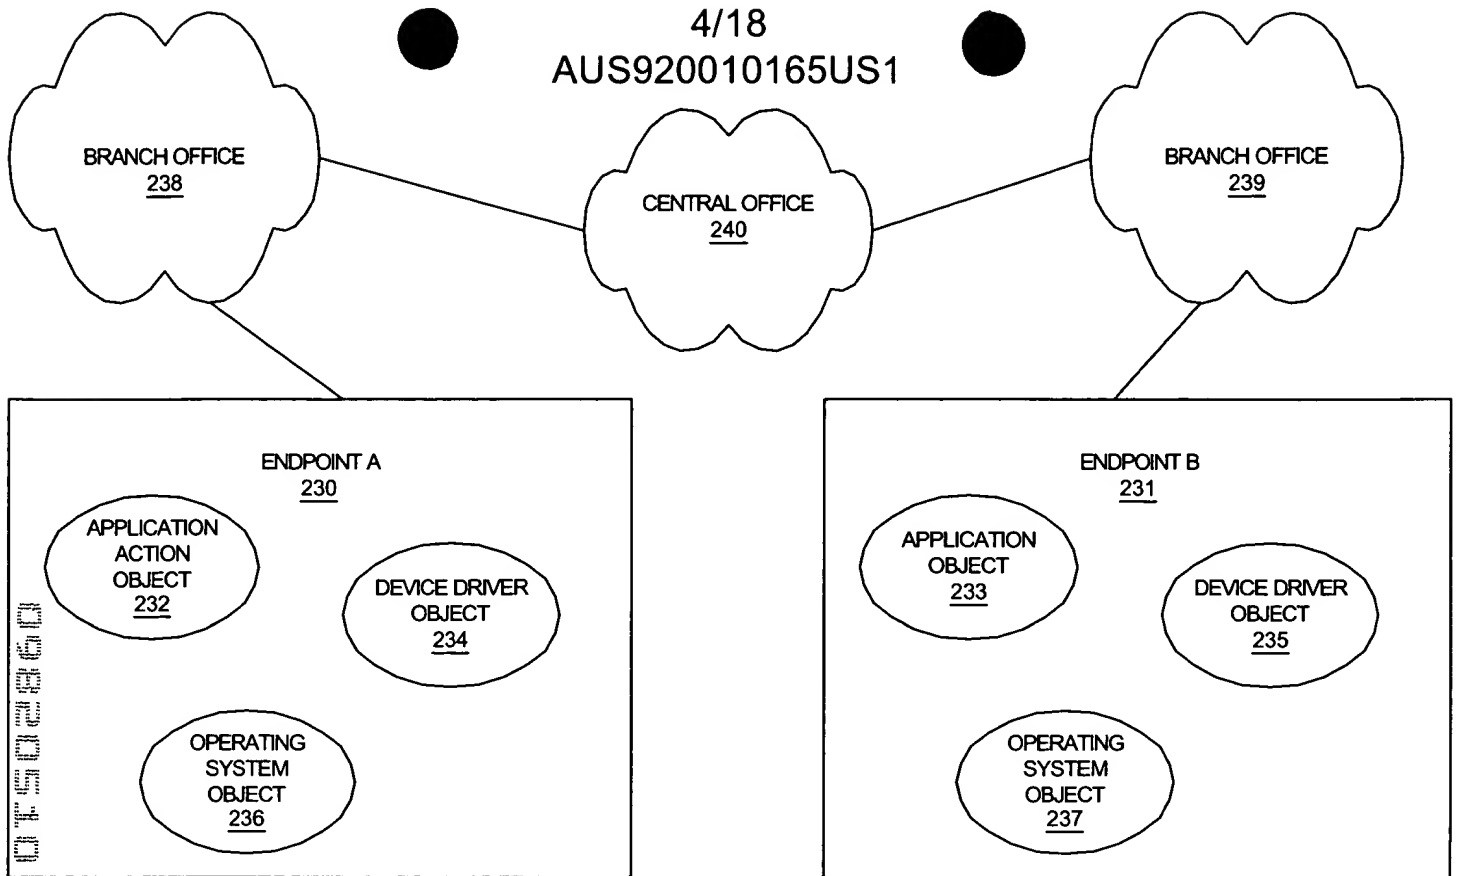 4/18
AUS920010165US1
BRANCH OFFICE
238
CENTRAL OFFICE
240
BRANCH OFFICE
239
ENDPOINT A
230
APPLICATION
ACTION
OBJECT
232
DEVICE DRIVER
OBJECT
234
OPERATING
SYSTEM
OBJECT
236
ENDPOINT B
231
APPLICATION
OBJECT
233
DEVICE DRIVER
OBJECT
235
OPERATING
SYSTEM
OBJECT
237